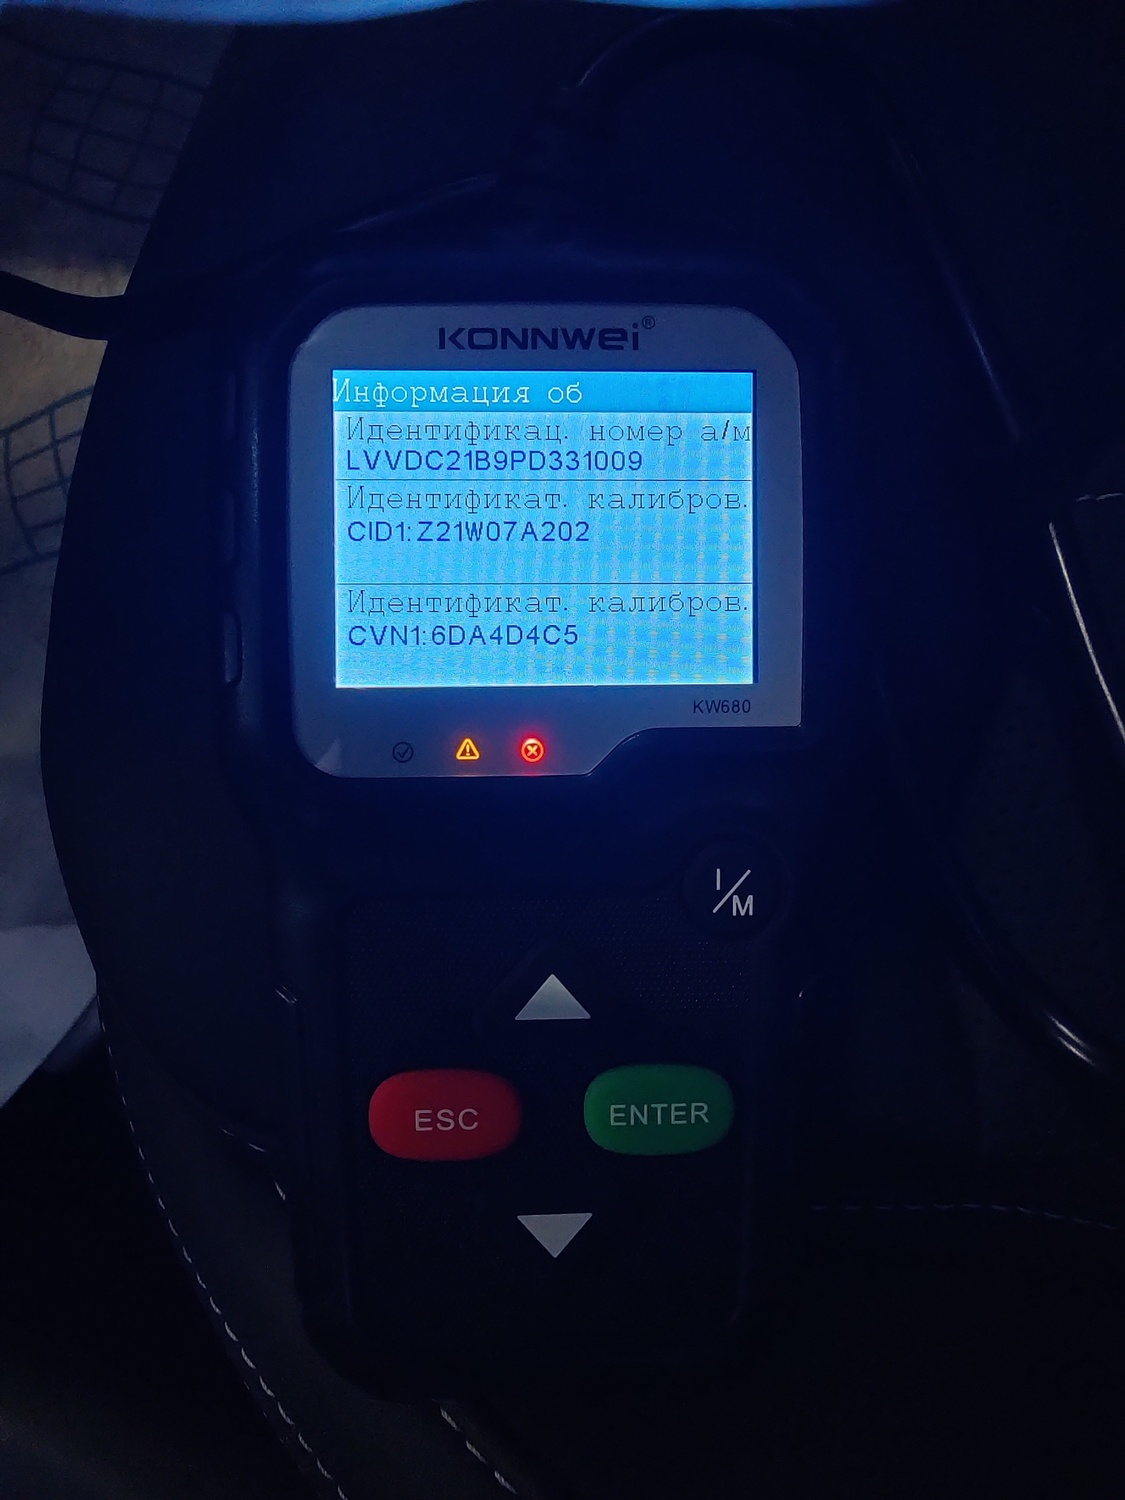 KONNWEI®
Информация об
Идентификац. номер а/м
LVVDC21B9PD331009
Идентификат. калибров.
CID1:Z21W07A202
Идентификат. калибров.
CVN1:6DA4D4C5
KW680
I/M
ESC
ENTER